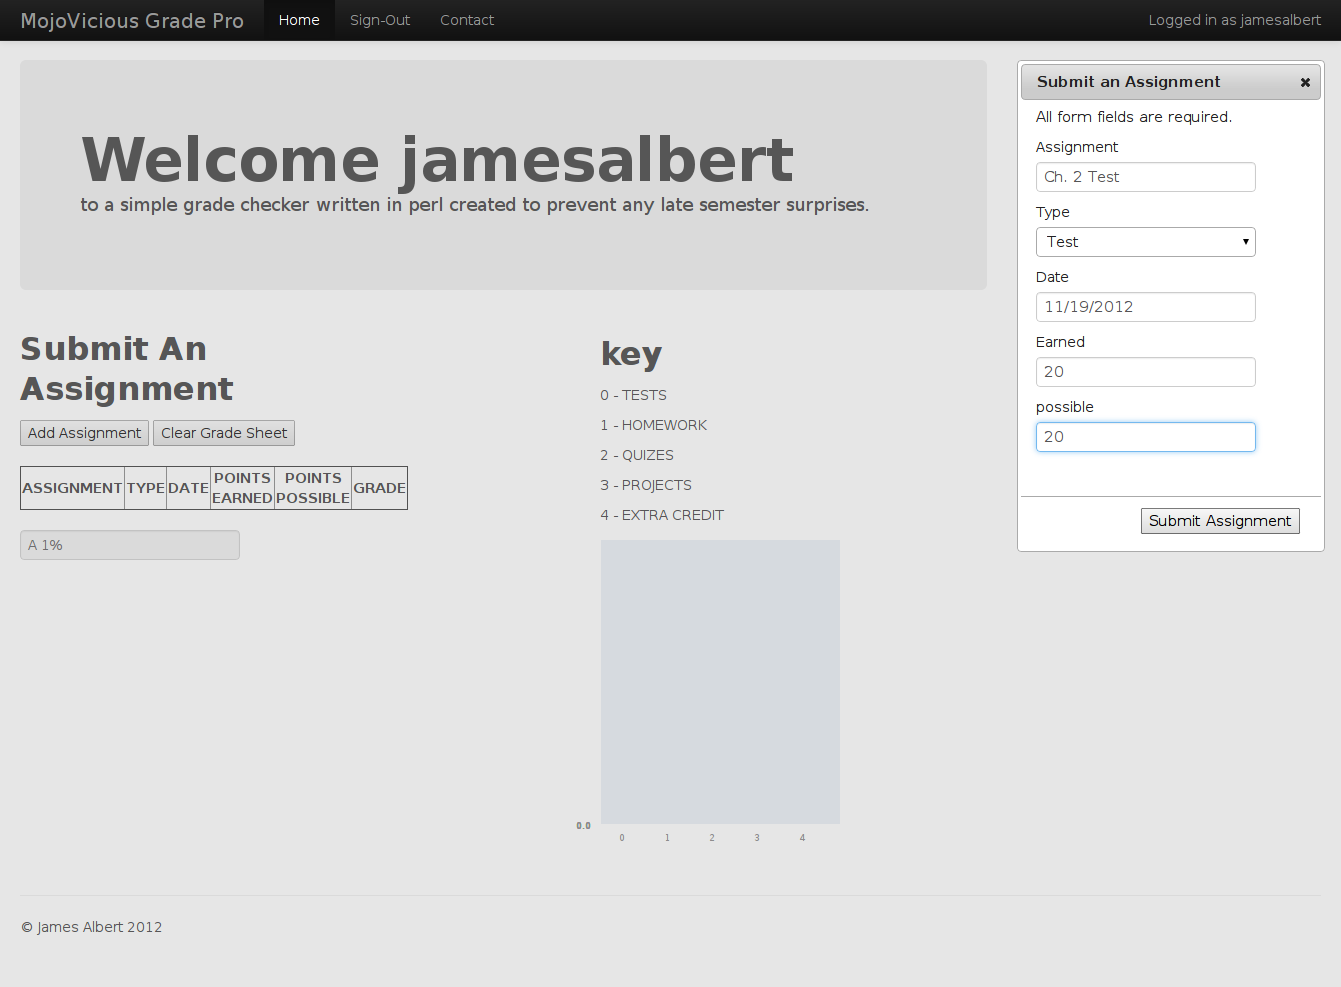 MojoVicious Grade Pro Home Sign-Out Contact Logged in as jamesalbert
Welcome jamesalbert
to a simple grade checker written in perl created to prevent any late semester surprises.
Submit An
Assignment
Add Assignment Clear Grade Sheet
ASSIGNMENT TYPE DATE POINTS EARNED POINTS POSSIBLE GRADE
A 1%
key
0 - TESTS
1 - HOMEWORK
2 - QUIZES
3 - PROJECTS
4 - EXTRA CREDIT
0.0
0 1 2 3 4
Submit an Assignment
All form fields are required.
Assignment
Ch. 2 Test
Type
Test
Date
11/19/2012
Earned
20
possible
20
Submit Assignment
© James Albert 2012